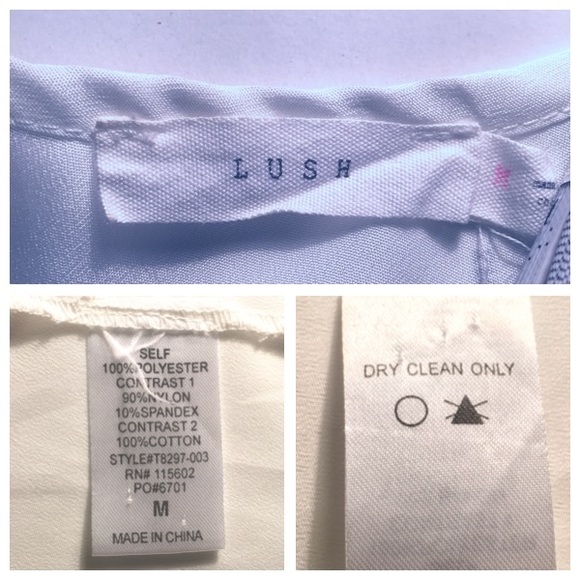 LUSH
M
SELF
100%POLYESTER
CONTRAST 1
90%NYLON
10%SPANDEX
CONTRAST 2
100%COTTON
STYLE#T8297-003
RN# 115602
PO#6701
M
MADE IN CHINA
DRY CLEAN ONLY